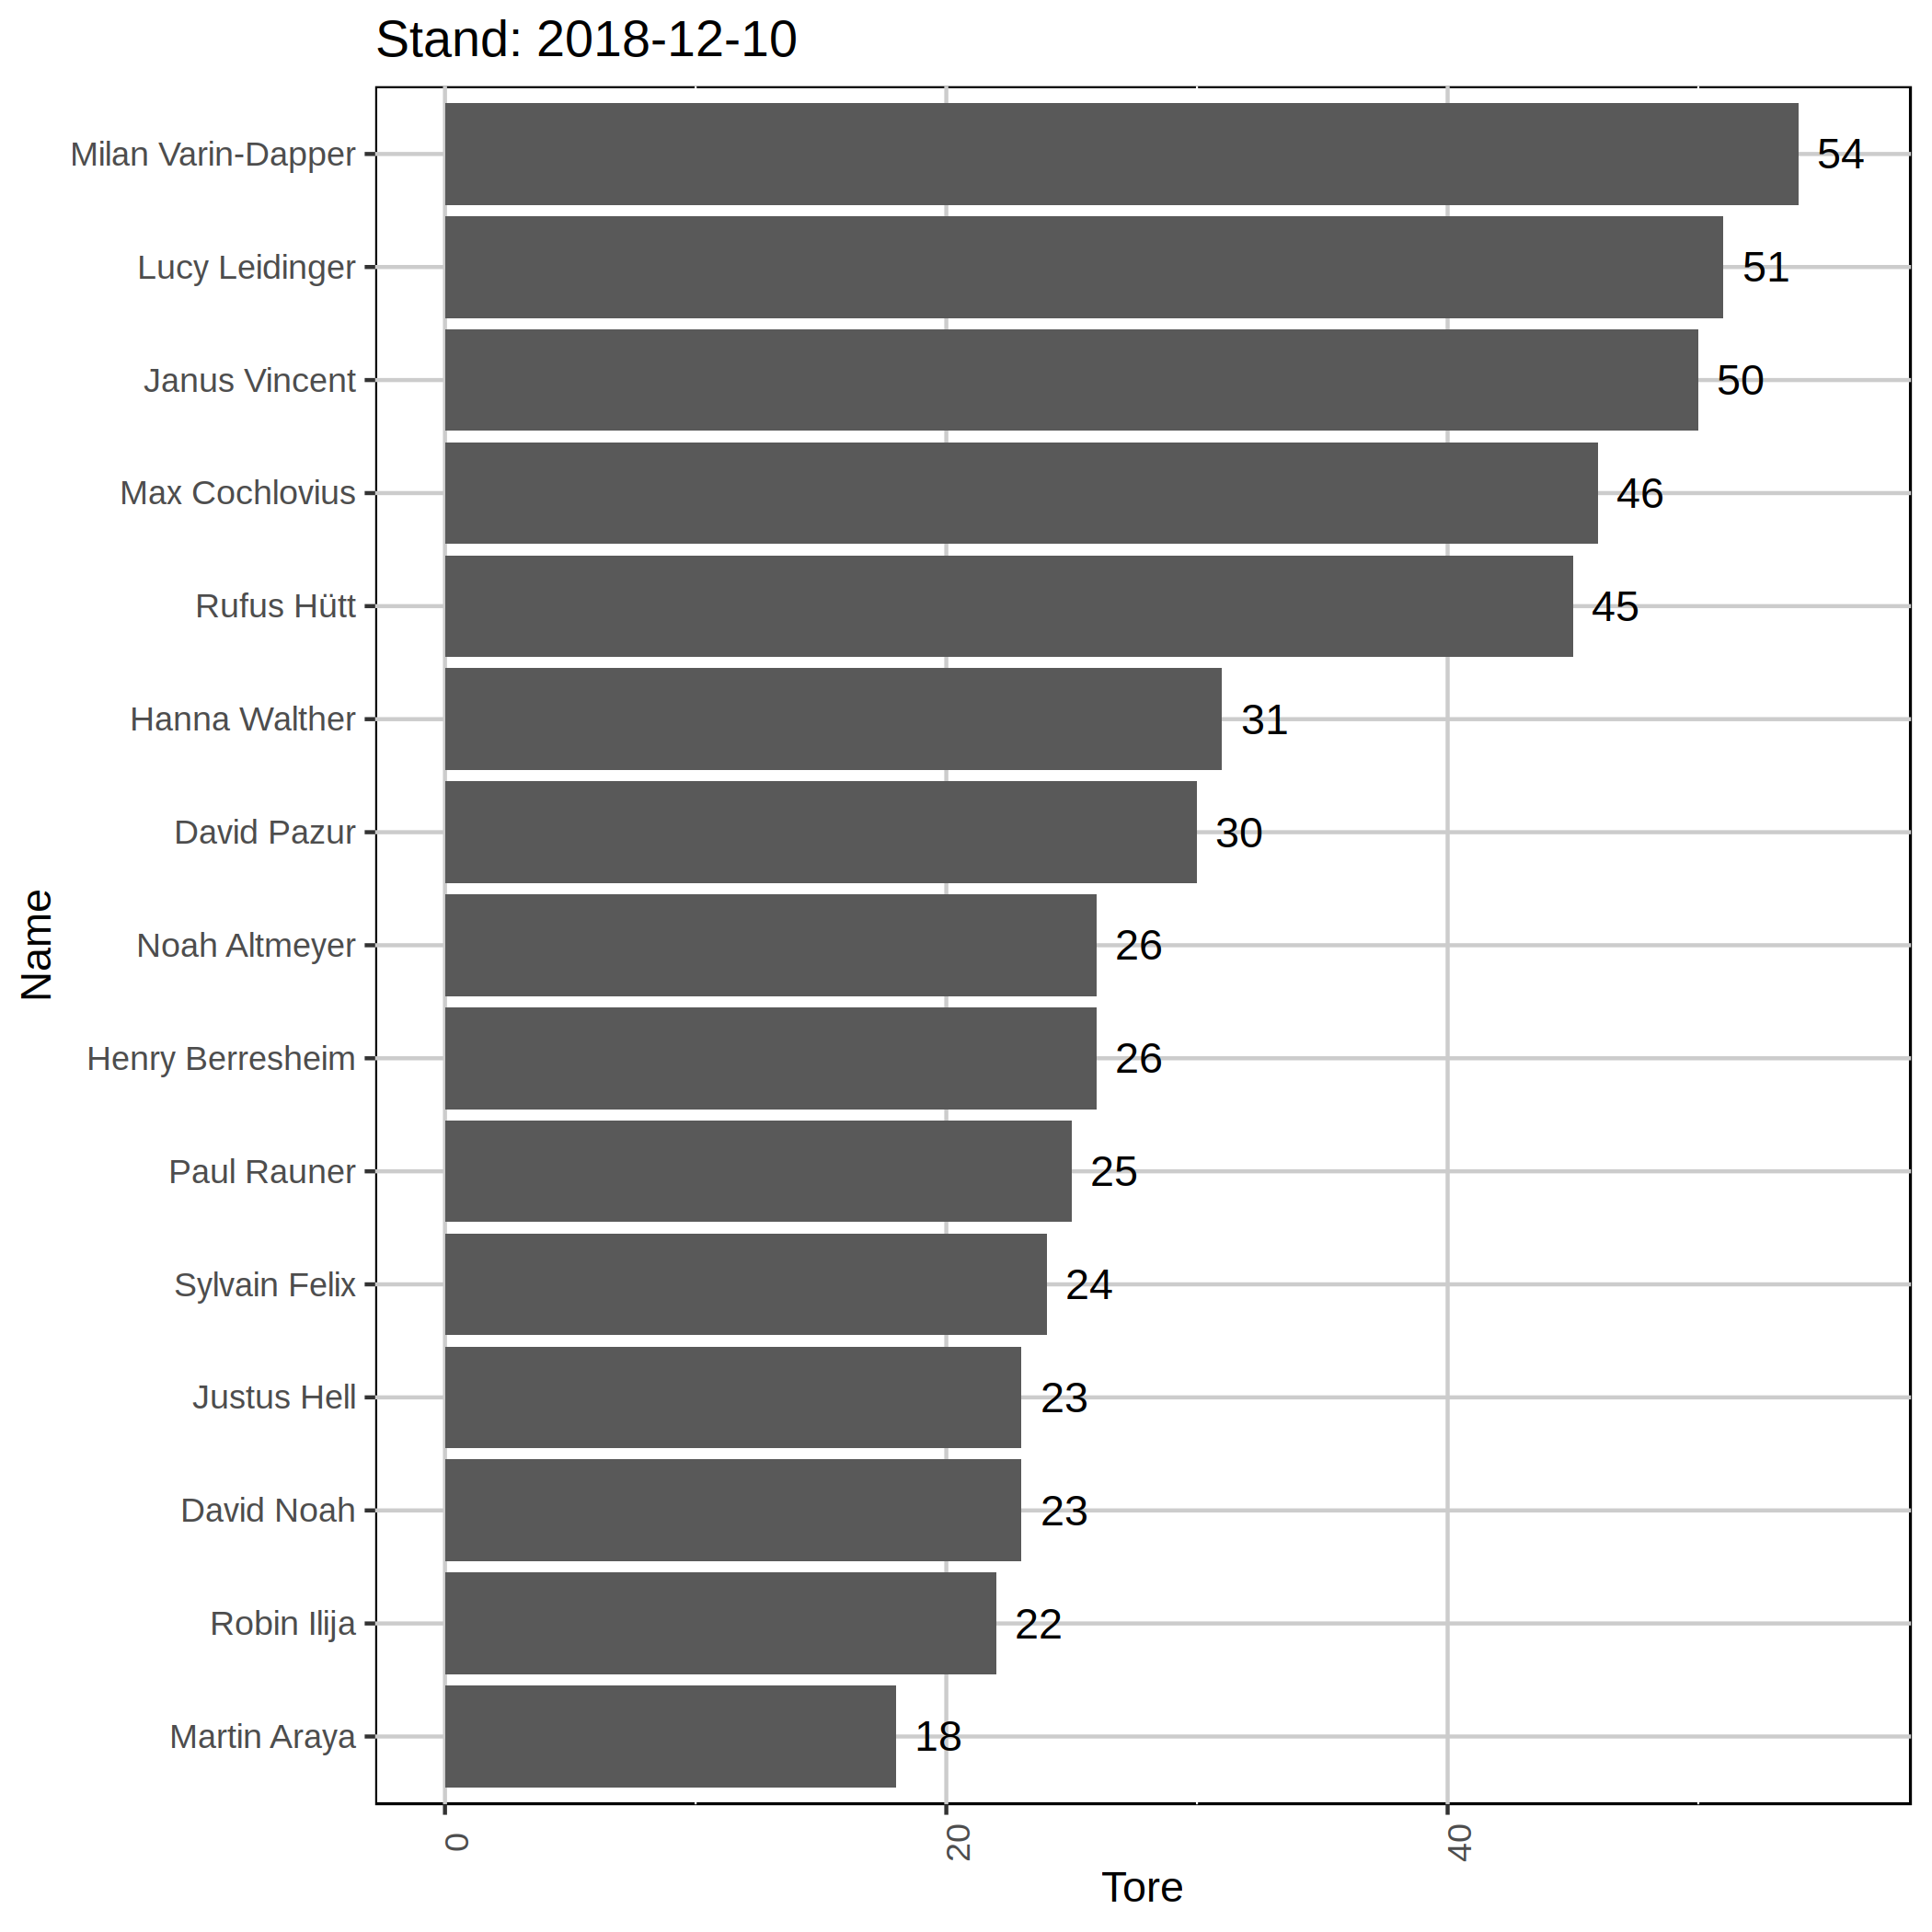 Stand: 2018-12-10
Milan Varin-Dapper 54
Lucy Leidinger 51
Janus Vincent 50
Max Cochlovius 46
Rufus Hütt 45
Hanna Walther 31
David Pazur 30
Noah Altmeyer 26
Henry Berresheim 26
Paul Rauner 25
Sylvain Felix 24
Justus Hell 23
David Noah 23
Robin Ilija 22
Martin Araya 18
Name
0 20 40
Tore